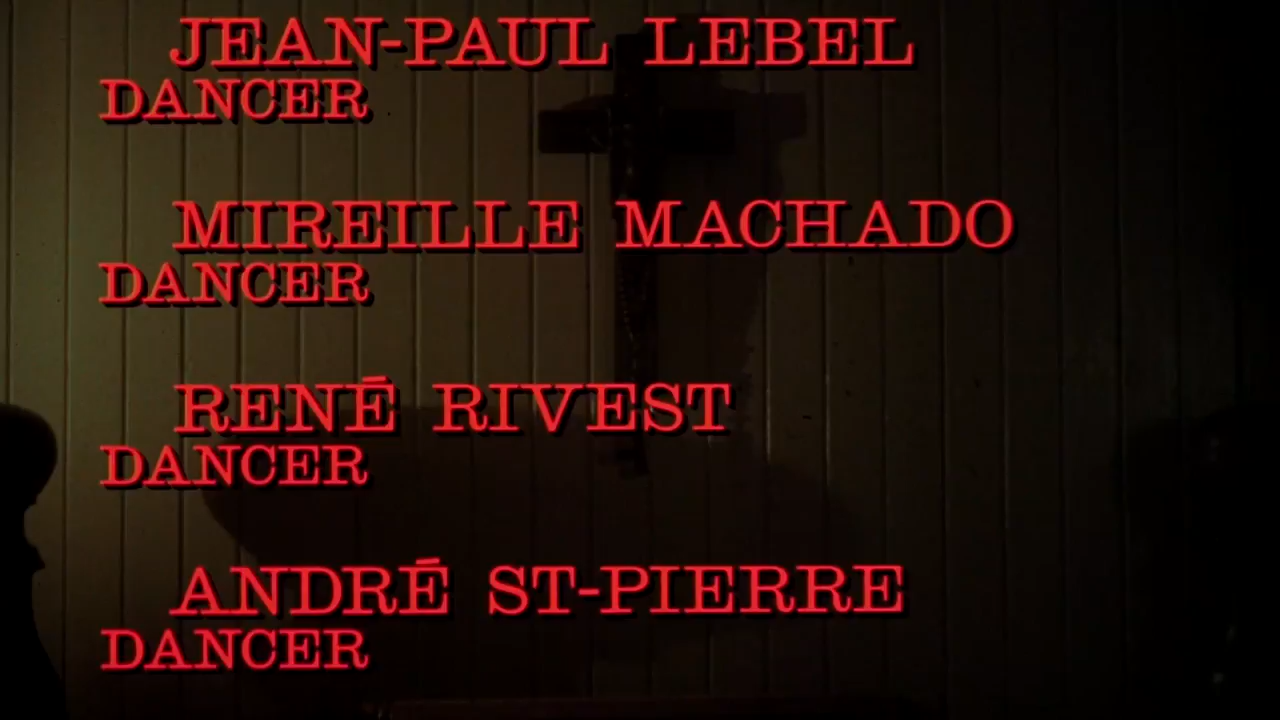 JEAN-PAUL LEBEL
DANCER
MIREILLE MACHADO
DANCER
RENÉ RIVEST
DANCER
ANDRÉ ST-PIERRE
DANCER